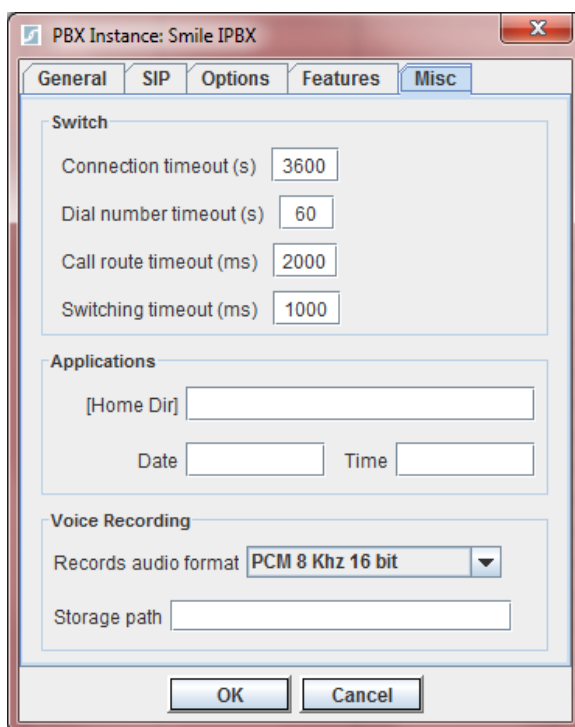 PBX Instance: Smile IPBX
General SIP Options Features Misc
Switch
Connection timeout (s) 3600
Dial number timeout (s) 60
Call route timeout (ms) 2000
Switching timeout (ms) 1000
Applications
[Home Dir]
Date Time
Voice Recording
Records audio format PCM 8 Khz 16 bit
Storage path
OK Cancel